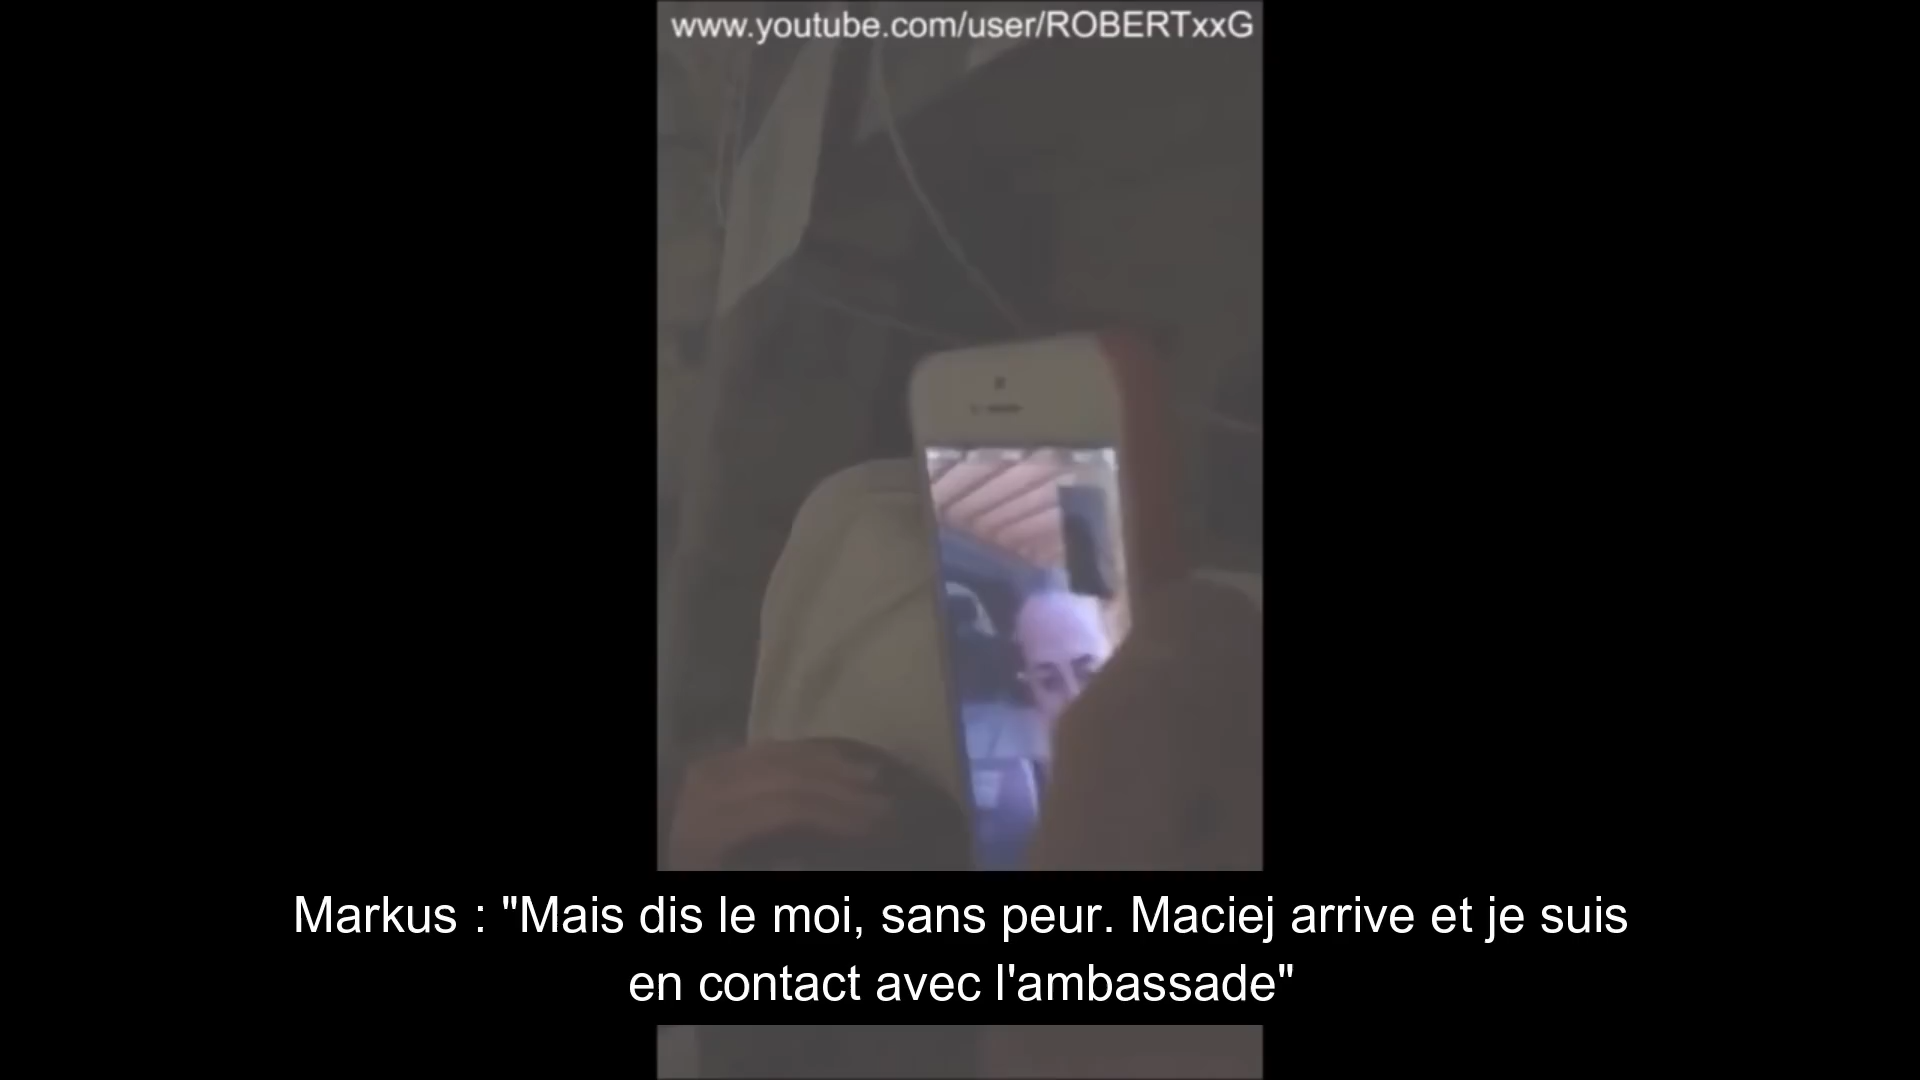 www.youtube.com/user/ROBERTxxG
Markus : "Mais dis le moi, sans peur. Maciej arrive et je suis
en contact avec l'ambassade"